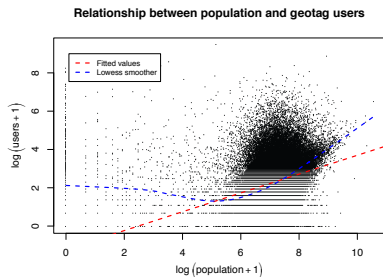 Relationship between population and geotag users
Fitted values
Lowess smoother
log (users + 1)
8
6
4
2
0
0 2 4 6 8 10
log (population + 1)